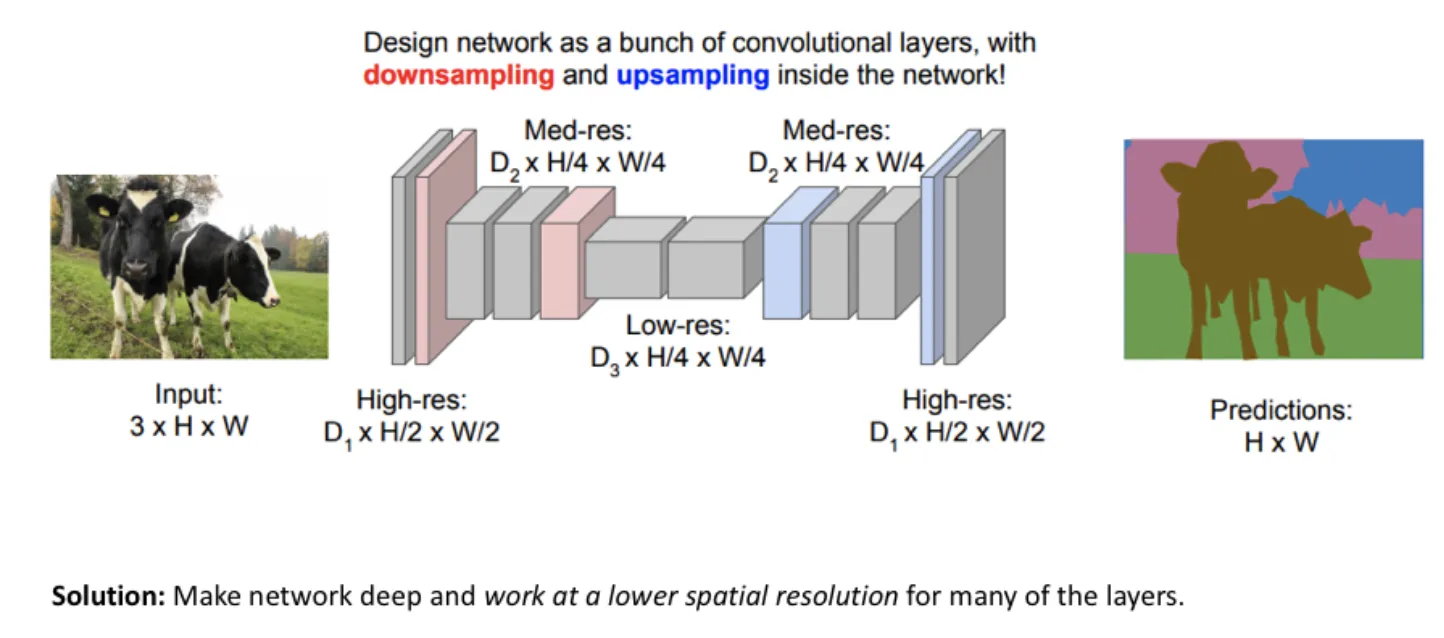 Design network as a bunch of convolutional layers, with
downsampling and upsampling inside the network!
Med-res:
D₂ x H/4 x W/4
Med-res:
D₂ x H/4 x W/4
Low-res:
D₃ x H/4 x W/4
Input:
3 x H x W
High-res:
D₁ x H/2 x W/2
High-res:
D₁ x H/2 x W/2
Predictions:
H x W
Solution: Make network deep and work at a lower spatial resolution for many of the layers.